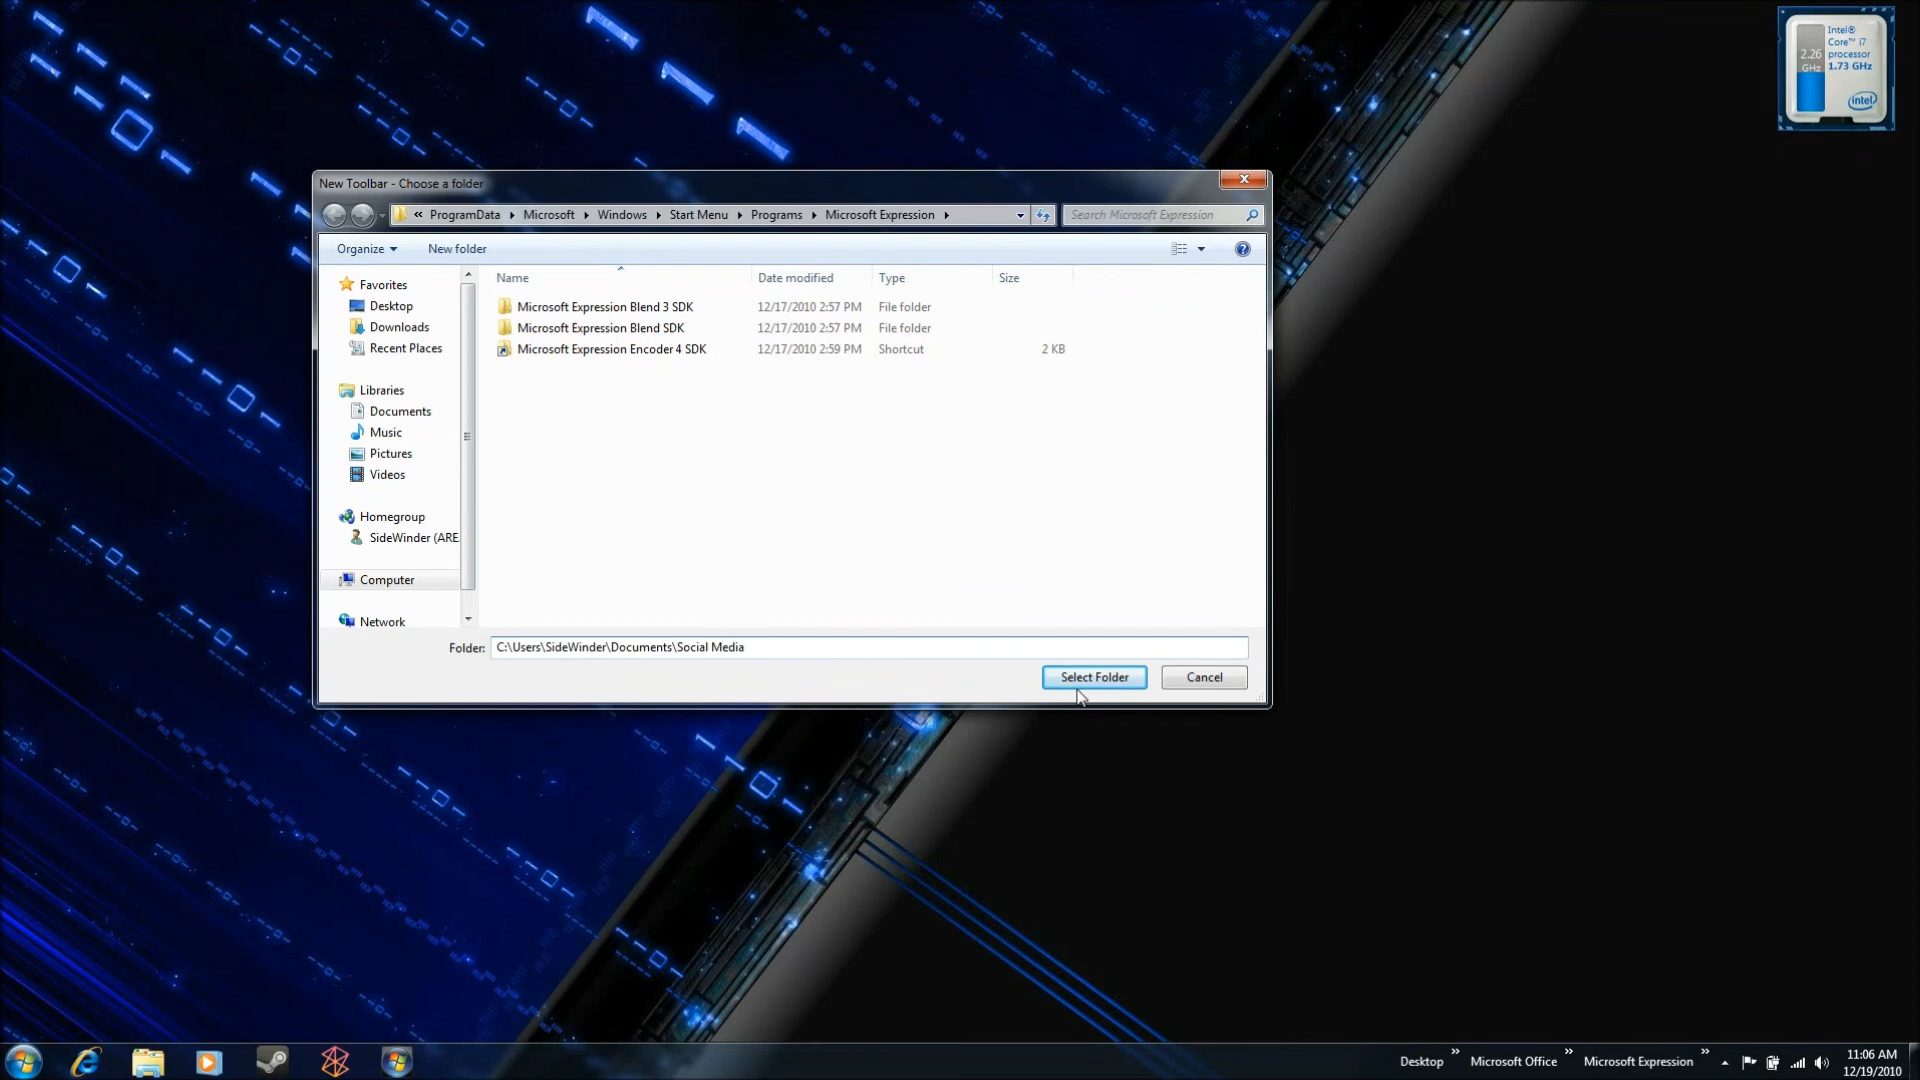 Intel®
Core™ i7
processor
1.73 GHz
2.26
GHz
intel
New Toolbar - Choose a folder
« ProgramData Microsoft Windows Start Menu Programs Microsoft Expression
Search Microsoft Expression
Organize New folder
Name Date modified Type Size
Favorites
Desktop
Downloads
Recent Places
Libraries
Documents
Music
Pictures
Videos
Homegroup
SideWinder (ARE
Computer
Network
Microsoft Expression Blend 3 SDK 12/17/2010 2:57 PM File folder
Microsoft Expression Blend SDK 12/17/2010 2:57 PM File folder
Microsoft Expression Encoder 4 SDK 12/17/2010 2:59 PM Shortcut 2 KB
Folder: C:\Users\SideWinder\Documents\Social Media
Select Folder Cancel
Desktop » Microsoft Office » Microsoft Expression »
11:06 AM
12/19/2010